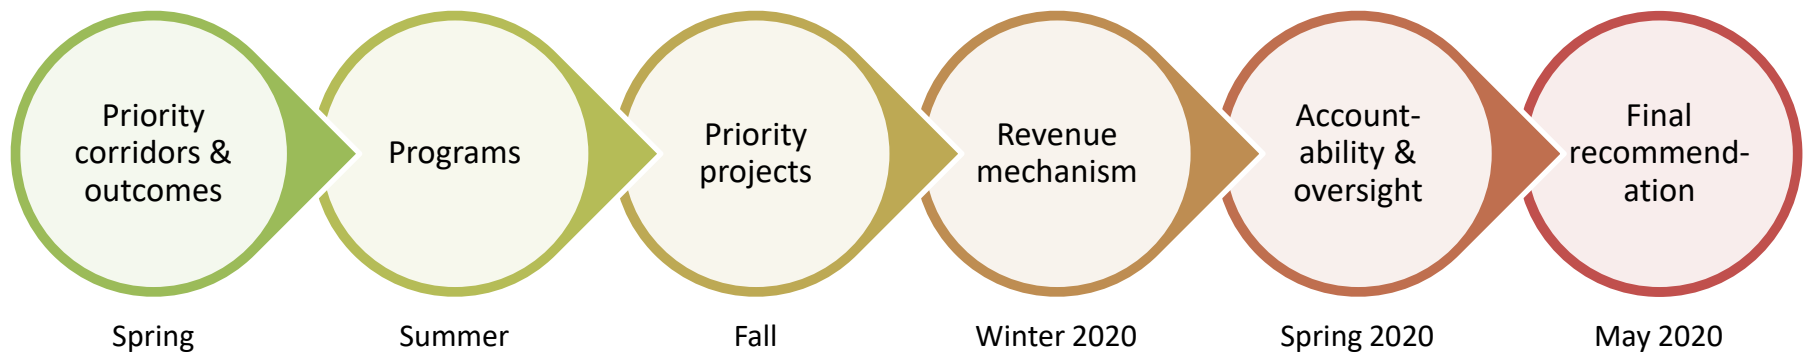 Priority
corridors &
outcomes
Programs
Priority
projects
Revenue
mechanism
Account-
ability &
oversight
Final
recommend-
ation
Spring
Summer
Fall
Winter 2020
Spring 2020
May 2020